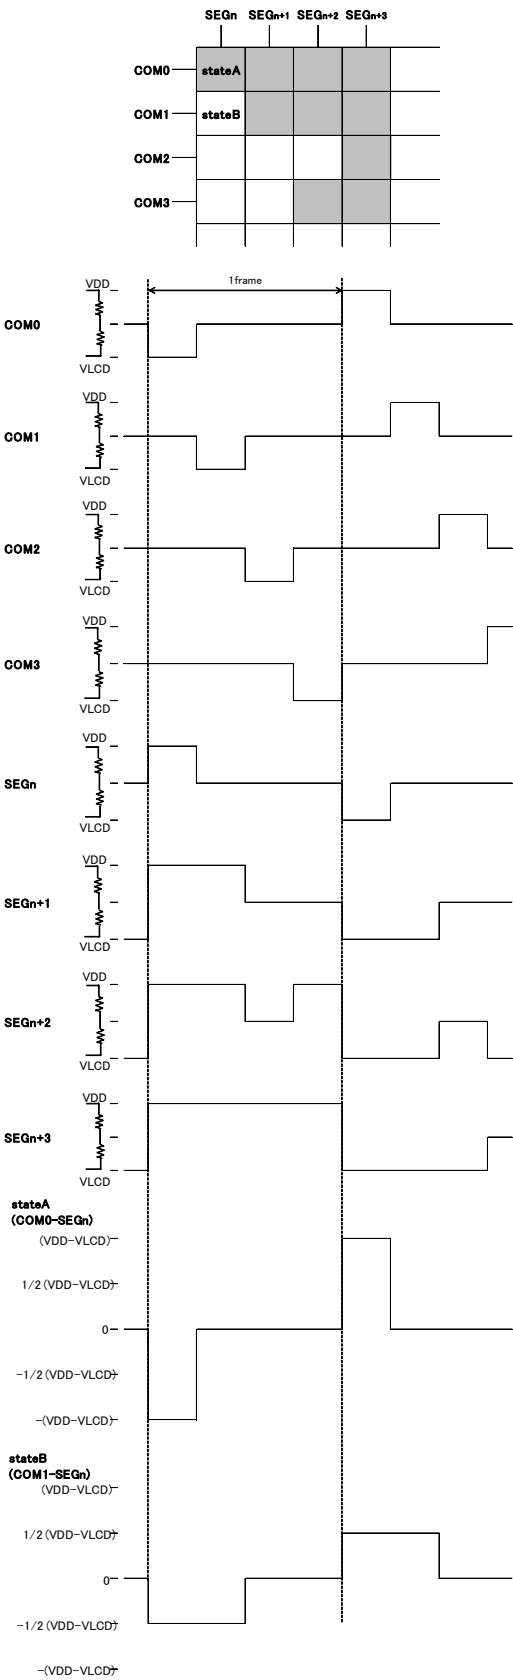 SEGn SEGn+1 SEGn+2 SEGn+3
COM0 stateA
COM1 stateB
COM2
COM3
1frame
VDD
COM0
VLCD
VDD
COM1
VLCD
VDD
COM2
VLCD
VDD
COM3
VLCD
VDD
SEGn
VLCD
VDD
SEGn+1
VLCD
VDD
SEGn+2
VLCD
VDD
SEGn+3
VLCD
stateA
(COM0-SEGn)
(VDD-VLCD)
1/2(VDD-VLCD)
0
-1/2(VDD-VLCD)
-(VDD-VLCD)
stateB
(COM1-SEGn)
(VDD-VLCD)
1/2(VDD-VLCD)
0
-1/2(VDD-VLCD)
-(VDD-VLCD)